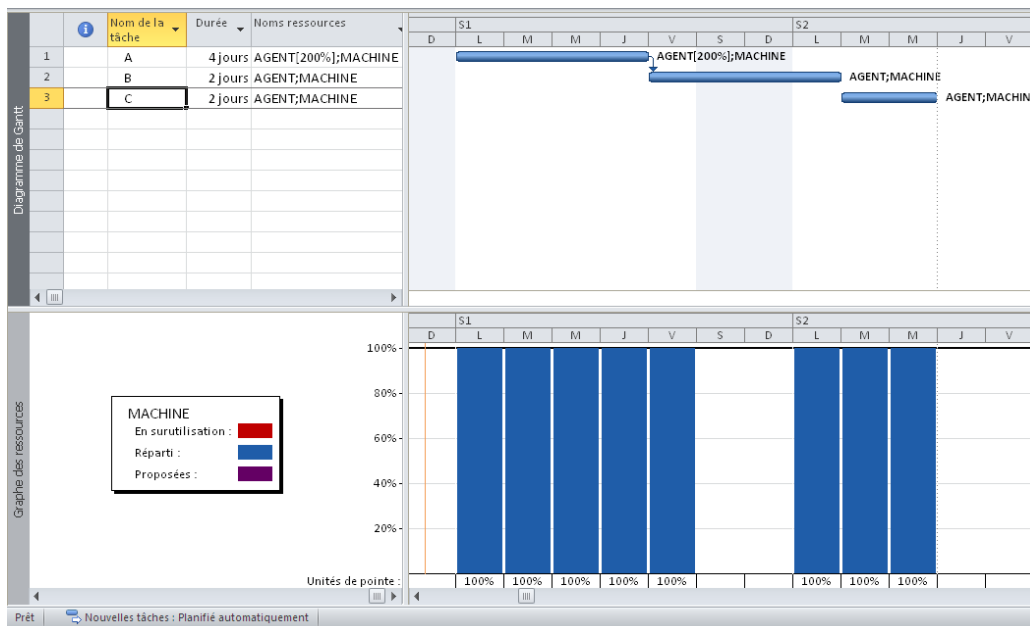 Nom de la tâche Durée Noms ressources
1 A 4 jours AGENT[200%];MACHINE
2 B 2 jours AGENT;MACHINE
3 C 2 jours AGENT;MACHINE
Diagramme de Gantt
S1 S2
D L M M J V S D L M M J V
AGENT[200%];MACHINE
AGENT;MACHINE
AGENT;MACHIN
Graphe des ressources
MACHINE
En surutilisation :
Réparti :
Proposées :
100%
80%
60%
40%
20%
Unités de pointe :
S1 S2
D L M M J V S D L M M J V
100% 100% 100% 100% 100% 100% 100% 100%
Prêt Nouvelles tâches : Planifié automatiquement